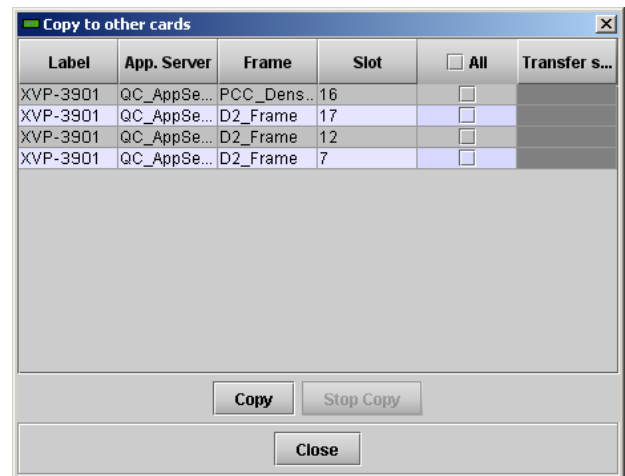 Copy to other cards
Label App. Server Frame Slot All Transfer s...
XVP-3901 QC_AppSe... PCC_Dens... 16
XVP-3901 QC_AppSe... D2_Frame 17
XVP-3901 QC_AppSe... D2_Frame 12
XVP-3901 QC_AppSe... D2_Frame 7
Copy Stop Copy
Close